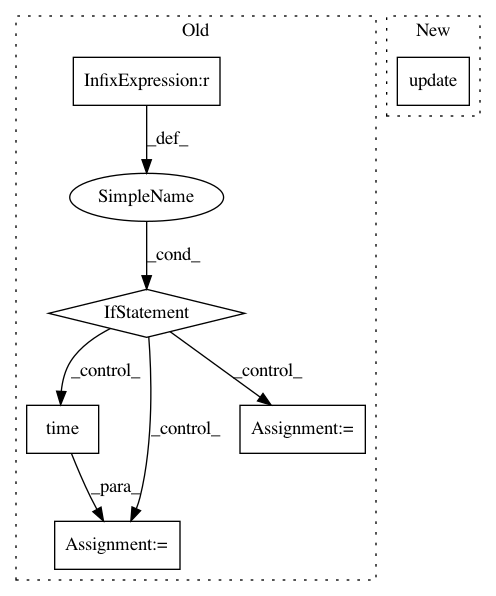 Old
New
InfixExpression:r
update
_def_
SimpleName
_cond_
IfStatement
_control_
_control_
_control_
time
Assignment:=
_para_
Assignment:=